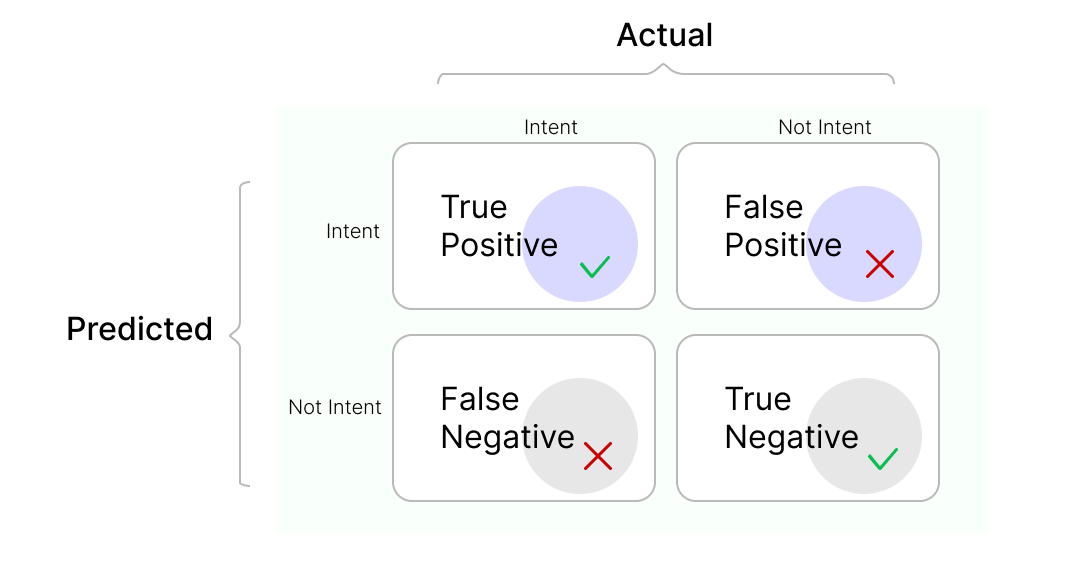 Actual
Intent
Not Intent
Intent
True
Positive
False
Positive
Predicted
Not Intent
False
Negative
True
Negative